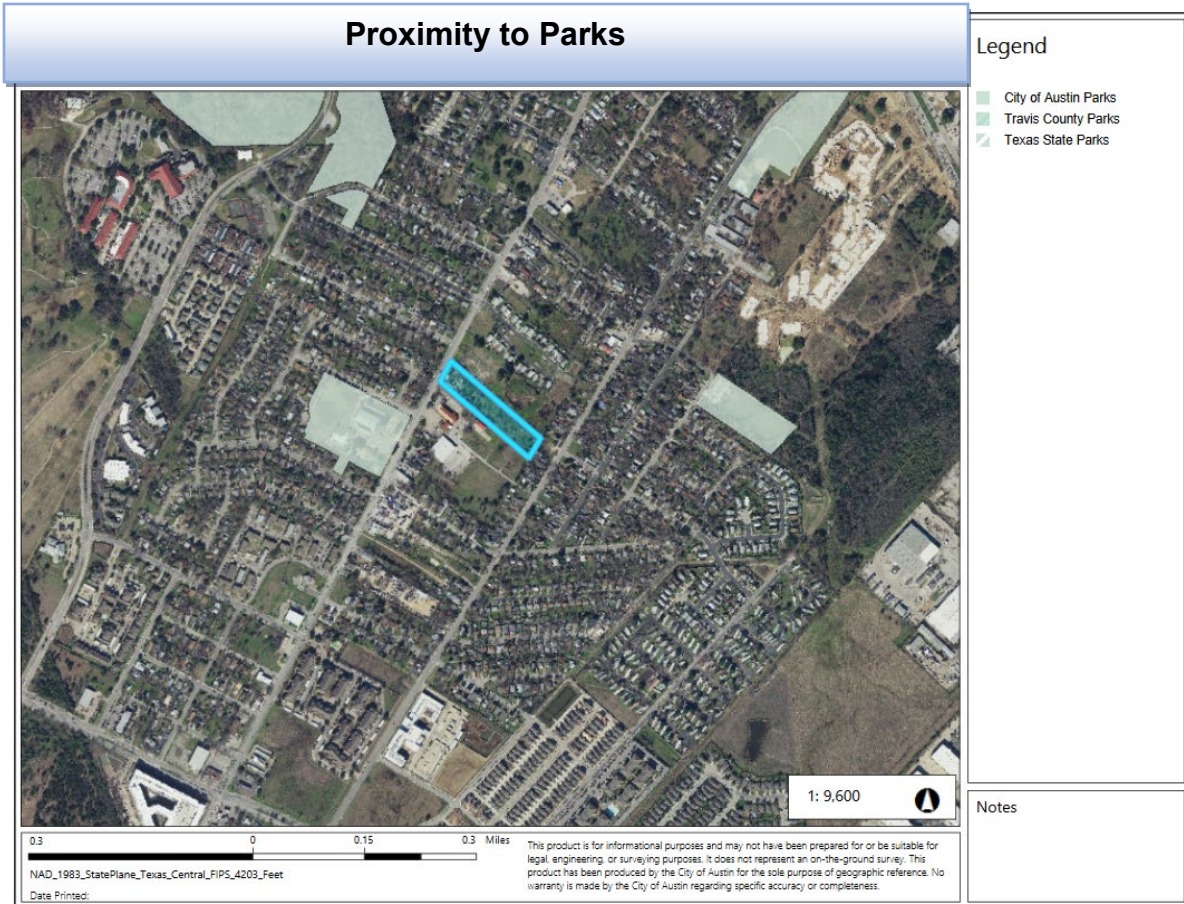 Proximity to Parks
Legend
City of Austin Parks
Travis County Parks
Texas State Parks
1: 9,600
Notes
0.3 0 0.15 0.3 Miles
NAD_1983_StatePlane_Texas_Central_FIPS_4203_Feet
Date Printed:
This product is for informational purposes and may not have been prepared for or be suitable for
legal, engineering, or surveying purposes. It does not represent an on-the-ground survey. This
product has been produced by the City of Austin for the sole purpose of geographic reference. No
warranty is made by the City of Austin regarding specific accuracy or completeness.